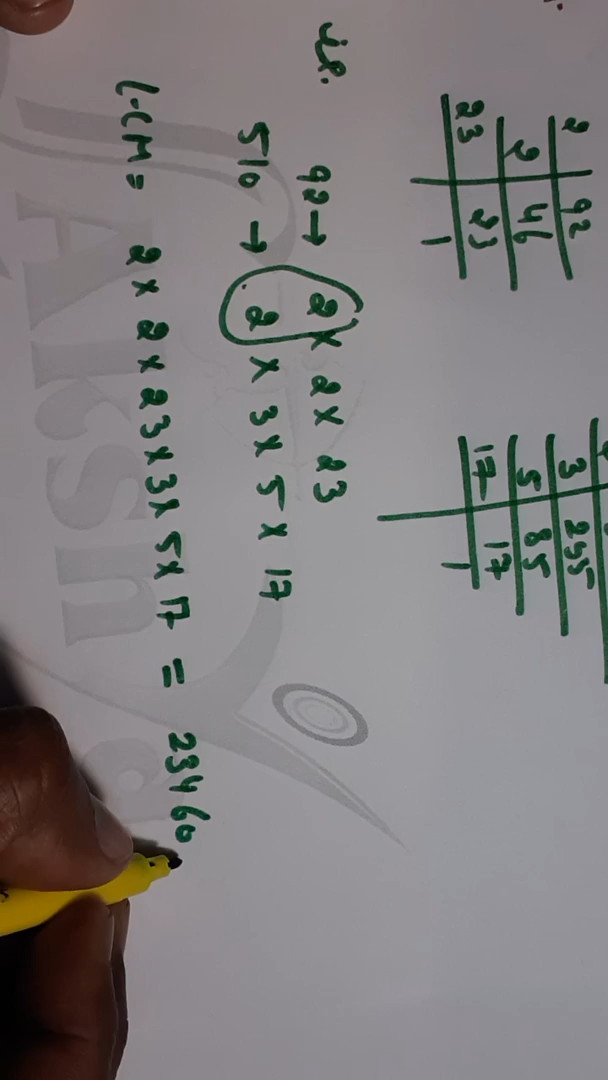 2 | 92
2 | 46
23 | 23
1
3 | 255
5 | 85
17 | 17
1
i.e.
92 → 2 × 2 × 23
510 → 2 × 3 × 5 × 17
L.CM = 2 × 2 × 23 × 3 × 5 × 17 = 23460